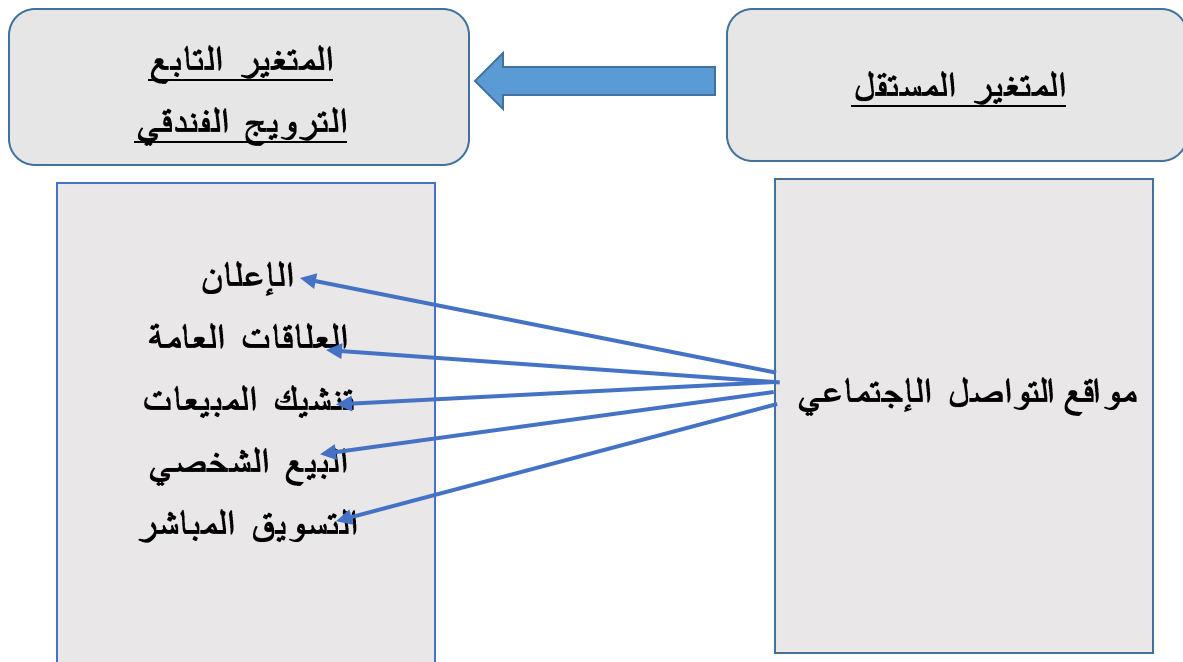 المتغير المستقل
المتغير التابع
الترويج الفندقي
مواقع التواصل الإجتماعي
الإعلان
العلاقات العامة
تنشيك المبيعات
البيع الشخصي
التسويق المباشر